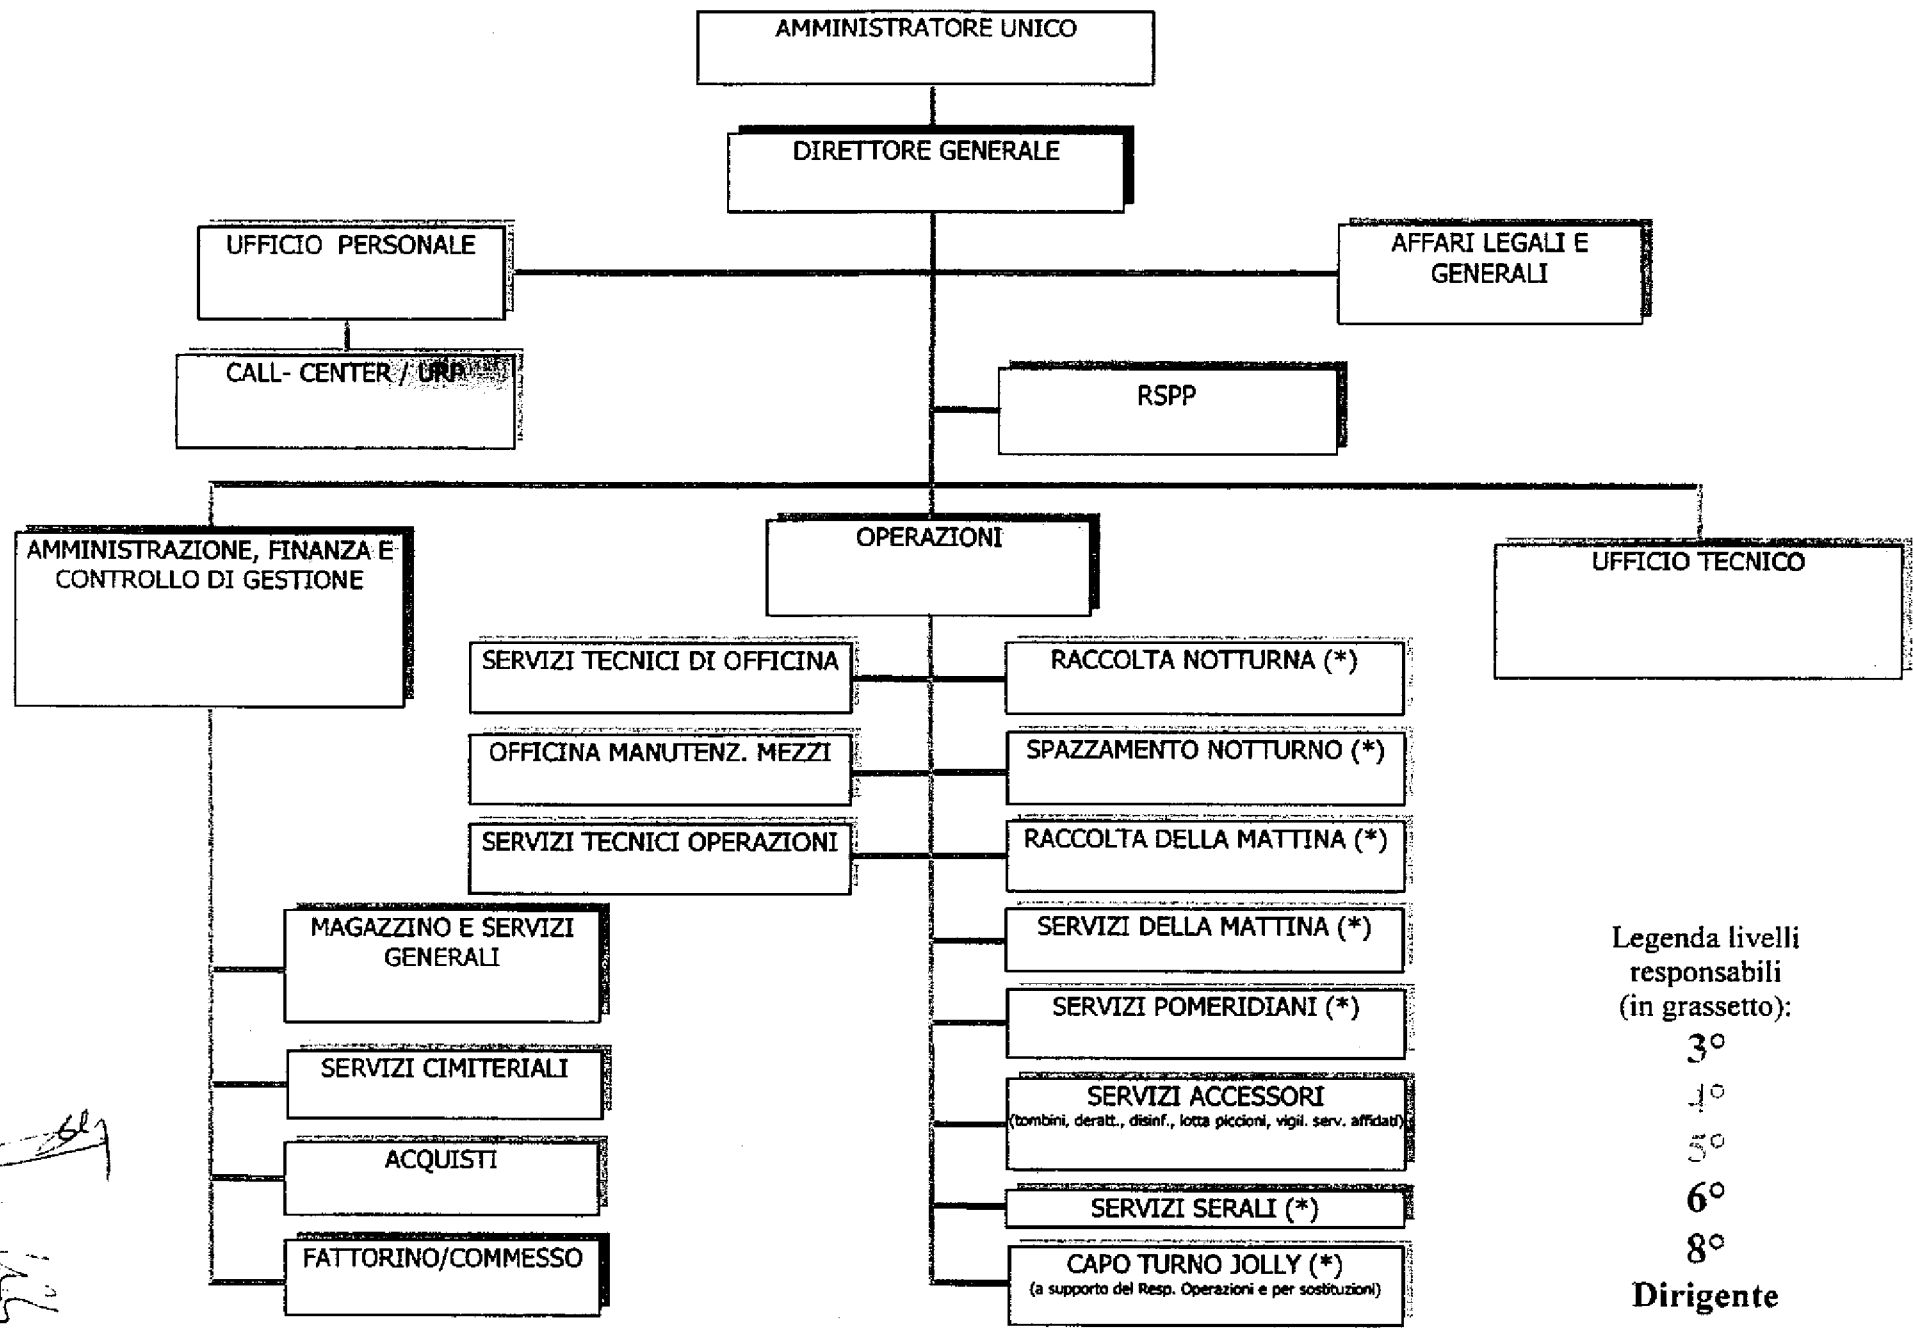 AMMINISTRATORE UNICO
DIRETTORE GENERALE
UFFICIO PERSONALE
AFFARI LEGALI E
GENERALI
CALL- CENTER / URP
RSPP
AMMINISTRAZIONE, FINANZA E
CONTROLLO DI GESTIONE
OPERAZIONI
UFFICIO TECNICO
SERVIZI TECNICI DI OFFICINA
RACCOLTA NOTTURNA (*)
OFFICINA MANUTENZ. MEZZI
SPAZZAMENTO NOTTURNO (*)
SERVIZI TECNICI OPERAZIONI
RACCOLTA DELLA MATTINA (*)
MAGAZZINO E SERVIZI
GENERALI
SERVIZI DELLA MATTINA (*)
SERVIZI CIMITERIALI
SERVIZI POMERIDIANI (*)
ACQUISTI
SERVIZI ACCESSORI
(tombini, deratt., disinf., lotta piccioni, vigil. serv. affidati)
FATTORINO/COMMESSO
SERVIZI SERALI (*)
CAPO TURNO JOLLY (*)
(a supporto del Resp. Operazioni e per sostituzioni)
Legenda livelli
responsabili
(in grassetto):
3°
4°
5°
6°
8°
Dirigente